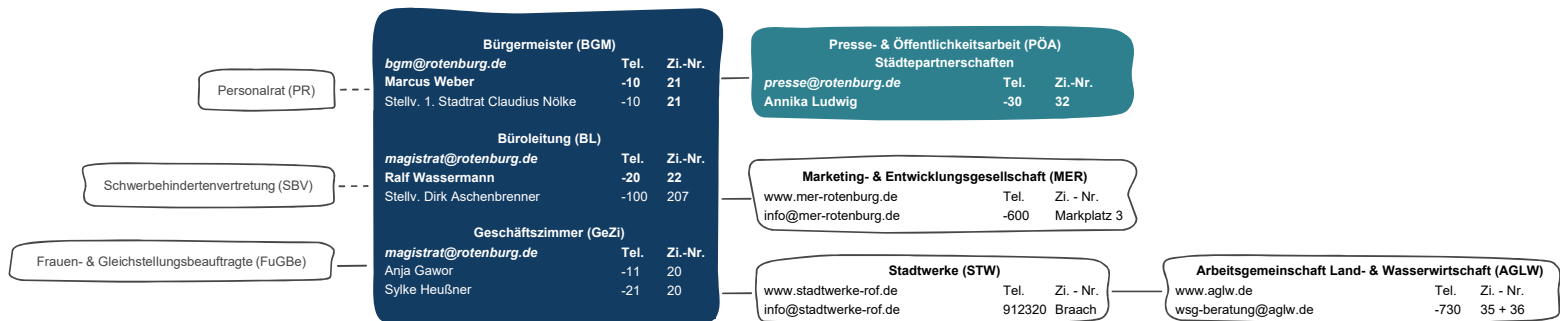 Personalrat (PR)
Schwerbehindertenvertretung (SBV)
Frauen- & Gleichstellungsbeauftragte (FuGBe)
Bürgermeister (BGM)
bgm@rotenburg.de Tel. Zi.-Nr.
Marcus Weber -10 21
Stellv. 1. Stadtrat Claudius Nölke -10 21
Büroleitung (BL)
magistrat@rotenburg.de Tel. Zi.-Nr.
Ralf Wassermann -20 22
Stellv. Dirk Aschenbrenner -100 207
Geschäftszimmer (GeZi)
magistrat@rotenburg.de Tel. Zi.-Nr.
Anja Gawor -11 20
Sylke Heußner -21 20
Presse- & Öffentlichkeitsarbeit (PÖA)
Städtepartnerschaften
presse@rotenburg.de Tel. Zi.-Nr.
Annika Ludwig -30 32
Marketing- & Entwicklungsgesellschaft (MER)
www.mer-rotenburg.de Tel. Zi. - Nr.
info@mer-rotenburg.de -600 Markplatz 3
Stadtwerke (STW)
www.stadtwerke-rof.de Tel. Zi. - Nr.
info@stadtwerke-rof.de 912320 Braach
Arbeitsgemeinschaft Land- & Wasserwirtschaft (AGLW)
www.aglw.de Tel. Zi. - Nr.
wsg-beratung@aglw.de -730 35 + 36